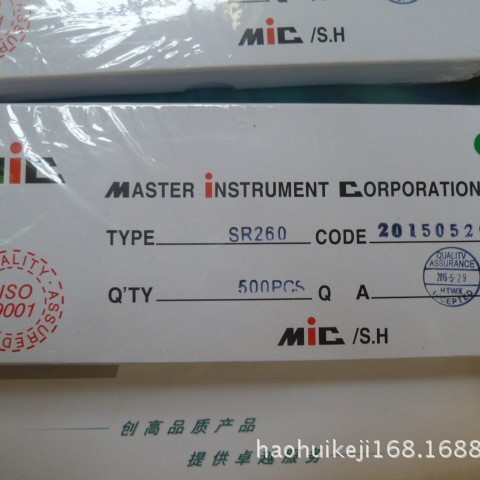 MiC /S.H
MiC
MASTER INSTRUMENT CORPORATION
TYPE SR260 CODE 2015052
Q'TY 500PCS Q A
QUALITY
ASSURANCE
2015-5-29
HTWX
ACCEPTED
QUALITY
ISO
9001
ASSURED
MiC /S.H
创高品质产品
提供卓越服务
haohuikeji168.1688